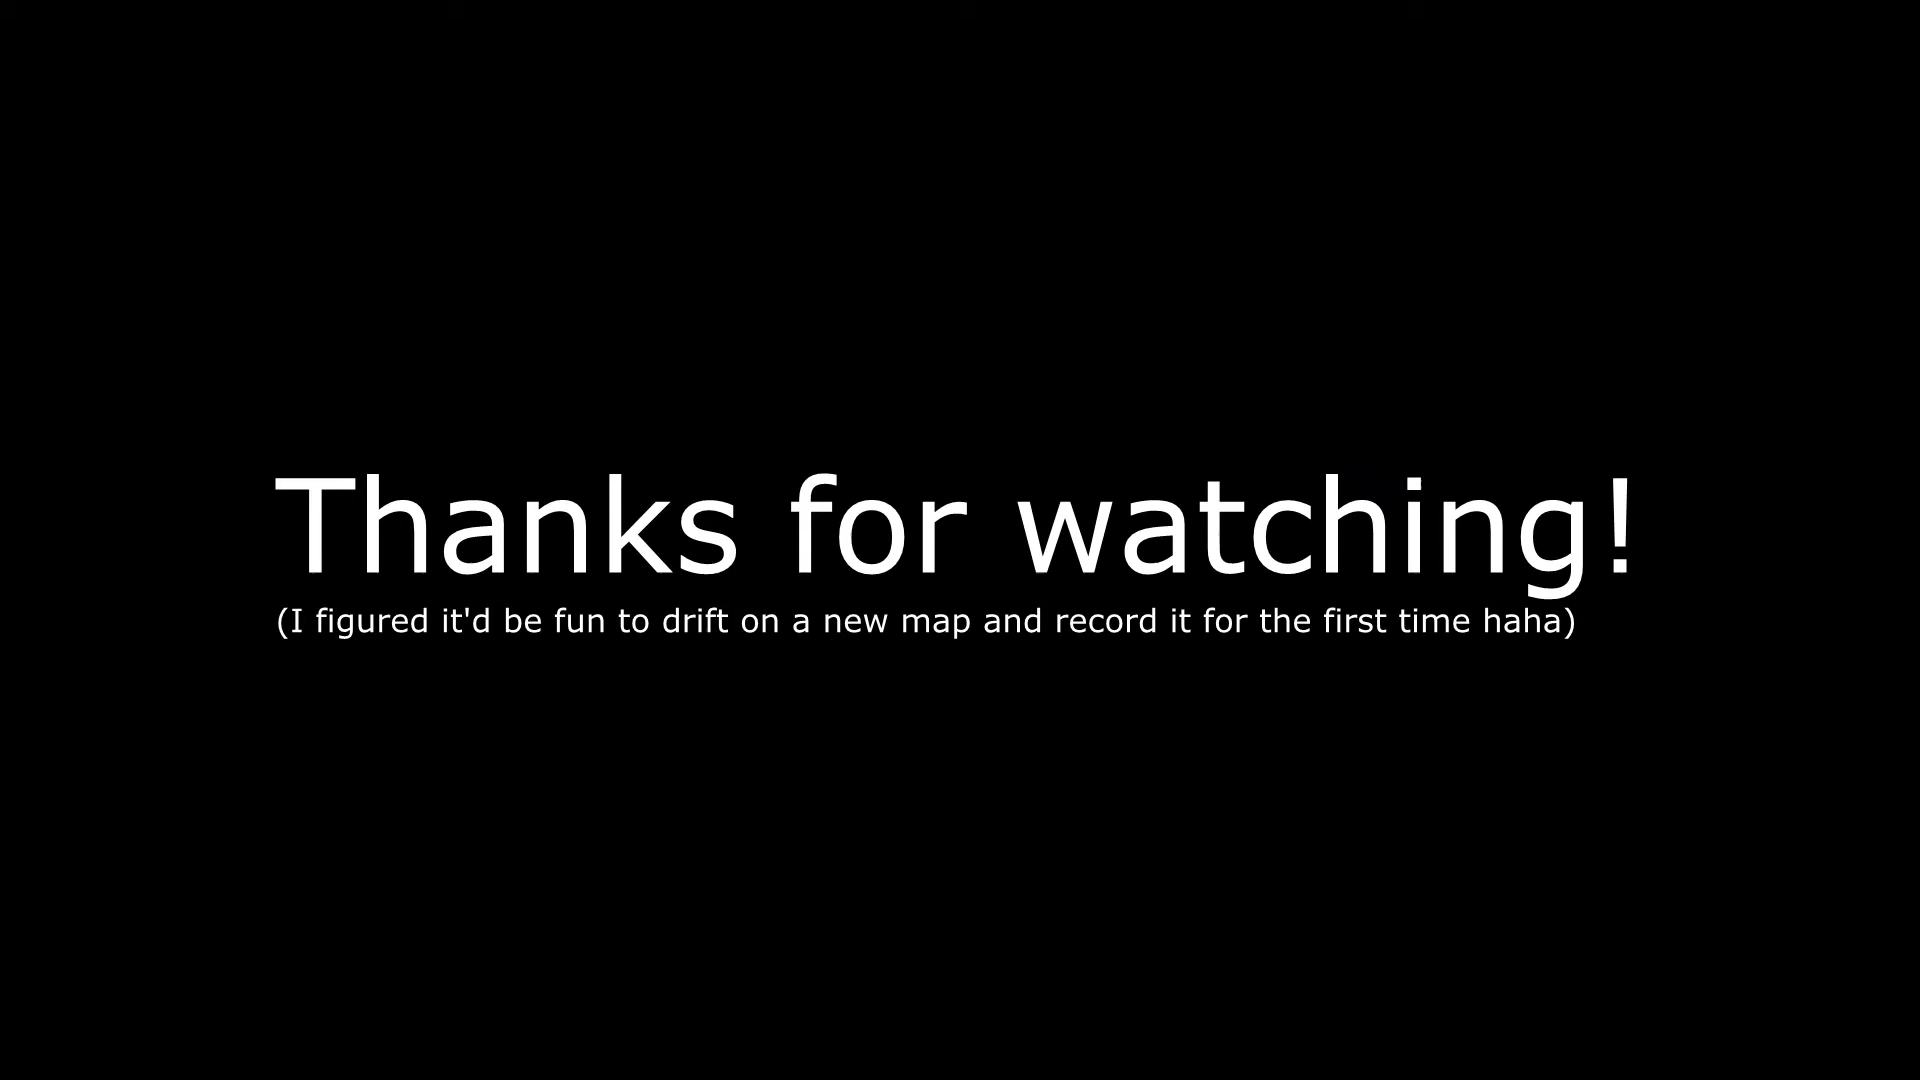 Thanks for watching!
(I figured it'd be fun to drift on a new map and record it for the first time haha)